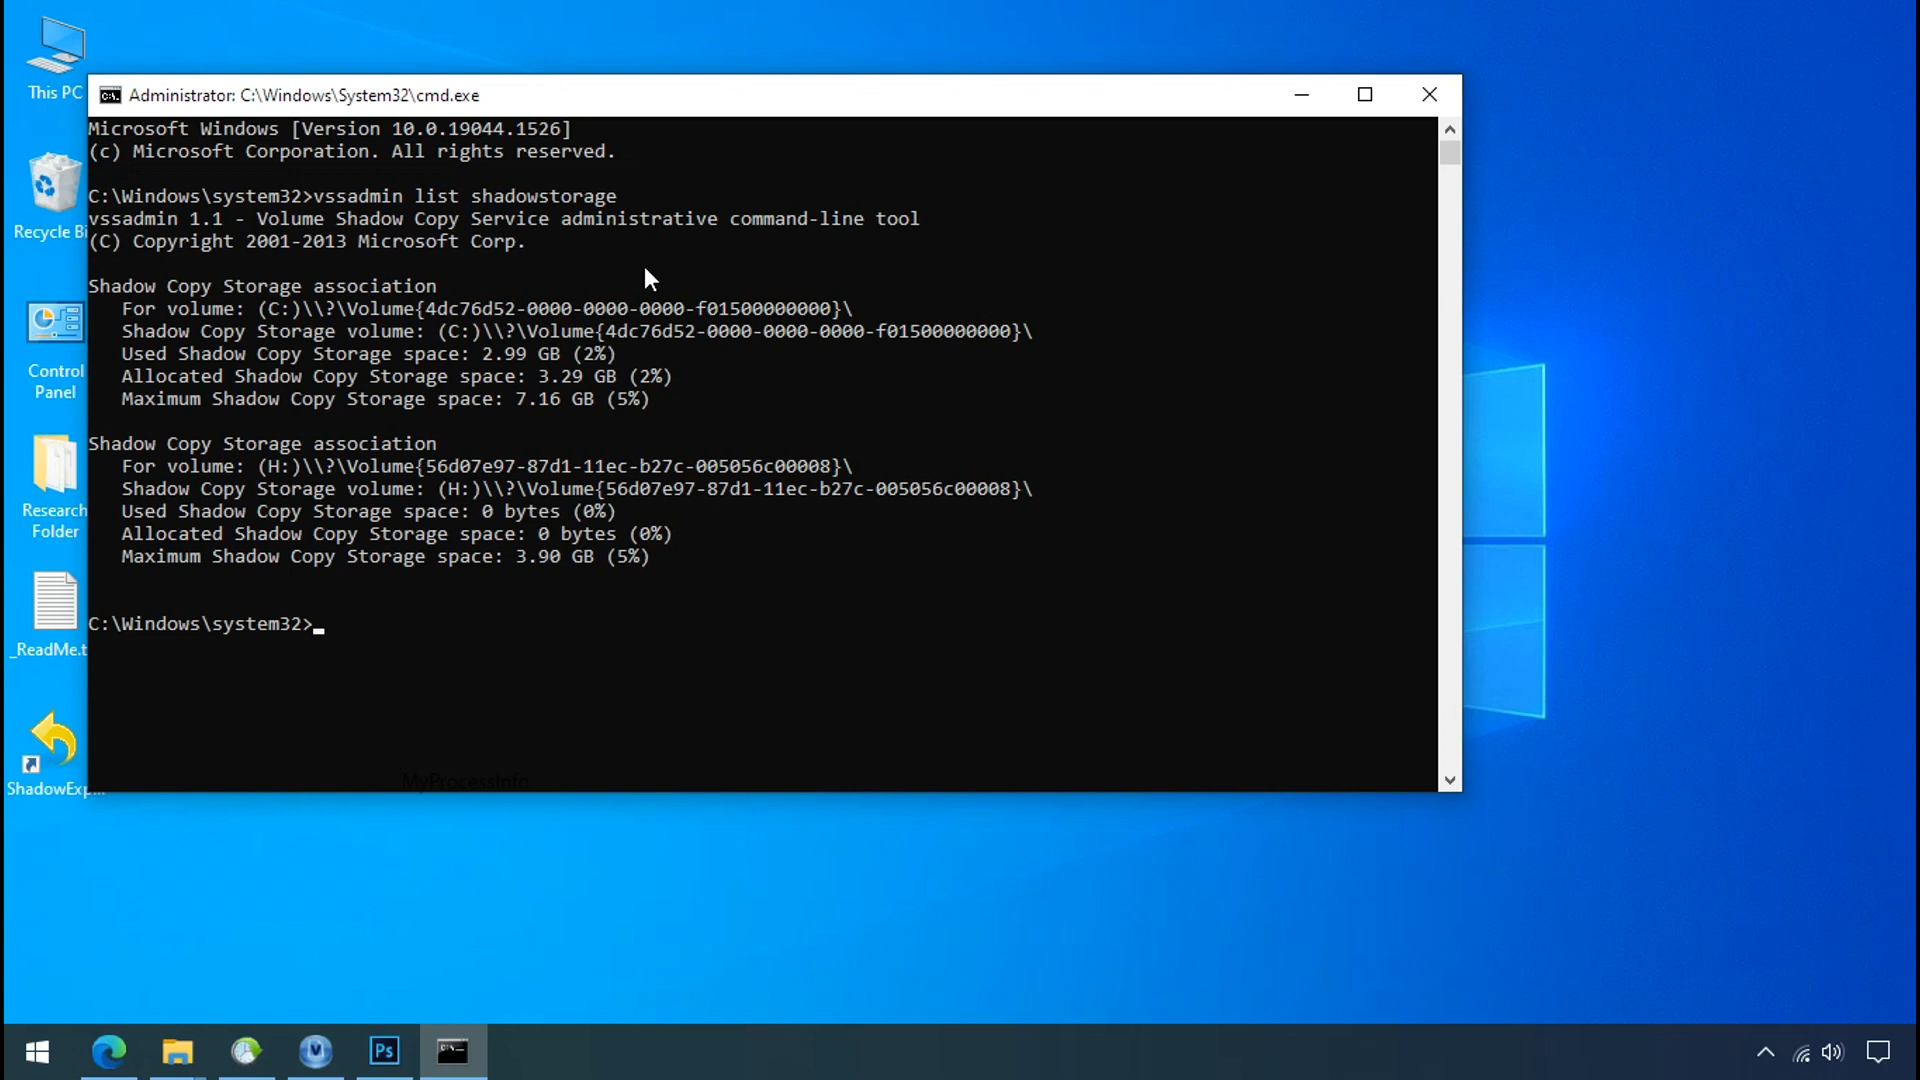 This PC
Recycle Bi
Control
Panel
Research
Folder
_ReadMe.t
ShadowExp...
Administrator: C:\Windows\System32\cmd.exe
Microsoft Windows [Version 10.0.19044.1526]
(c) Microsoft Corporation. All rights reserved.
C:\Windows\system32>vssadmin list shadowstorage
vssadmin 1.1 - Volume Shadow Copy Service administrative command-line tool
(C) Copyright 2001-2013 Microsoft Corp.
Shadow Copy Storage association
For volume: (C:)\\?\Volume{4dc76d52-0000-0000-0000-f01500000000}\
Shadow Copy Storage volume: (C:)\\?\Volume{4dc76d52-0000-0000-0000-f01500000000}\
Used Shadow Copy Storage space: 2.99 GB (2%)
Allocated Shadow Copy Storage space: 3.29 GB (2%)
Maximum Shadow Copy Storage space: 7.16 GB (5%)
Shadow Copy Storage association
For volume: (H:)\\?\Volume{56d07e97-87d1-11ec-b27c-005056c00008}\
Shadow Copy Storage volume: (H:)\\?\Volume{56d07e97-87d1-11ec-b27c-005056c00008}\
Used Shadow Copy Storage space: 0 bytes (0%)
Allocated Shadow Copy Storage space: 0 bytes (0%)
Maximum Shadow Copy Storage space: 3.90 GB (5%)
C:\Windows\system32>
MyProcessInfo
Ps